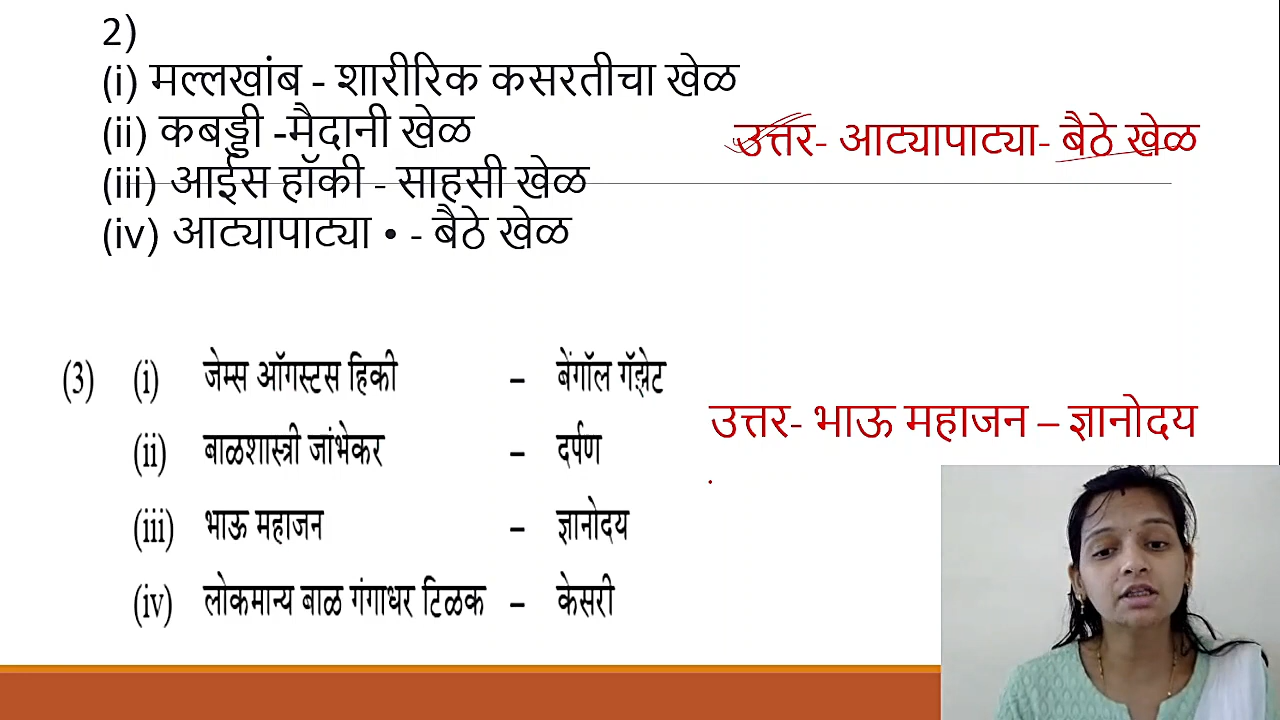 2)
(i) मल्लखांब - शारीरिक कसरतीचा खेळ
(ii) कबड्डी -मैदानी खेळ
(iii) आईस हॉकी - साहसी खेळ
(iv) आट्यापाट्या • - बैठे खेळ
उत्तर- आट्यापाट्या- बैठे खेळ
(3) (i) जेम्स ऑगस्टस हिकी – बेंगॉल गॅझेट
(ii) बाळशास्त्री जांभेकर – दर्पण
(iii) भाऊ महाजन – ज्ञानोदय
(iv) लोकमान्य बाळ गंगाधर टिळक – केसरी
उत्तर- भाऊ महाजन – ज्ञानोदय
.